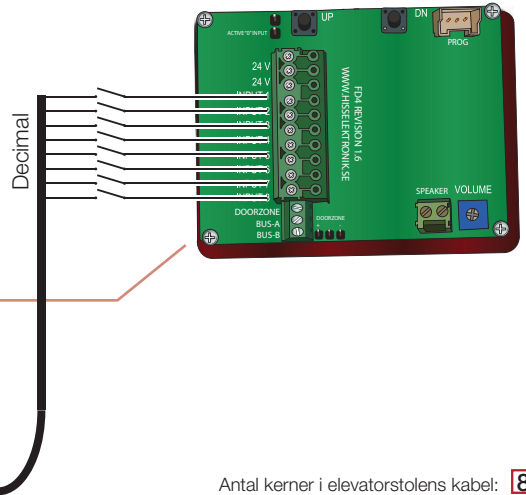 UP
DN
ACTIVE "0" INPUT
PROG
24 V
24 V
FD4 REVISION 1.6
WWW.HISSELEKTRONIK.SE
Decimal
SPEAKER
VOLUME
DOORZONE
BUS-A
BUS-B
DOORZONE
+ -
Antal kerner i elevatorstolens kabel: 8